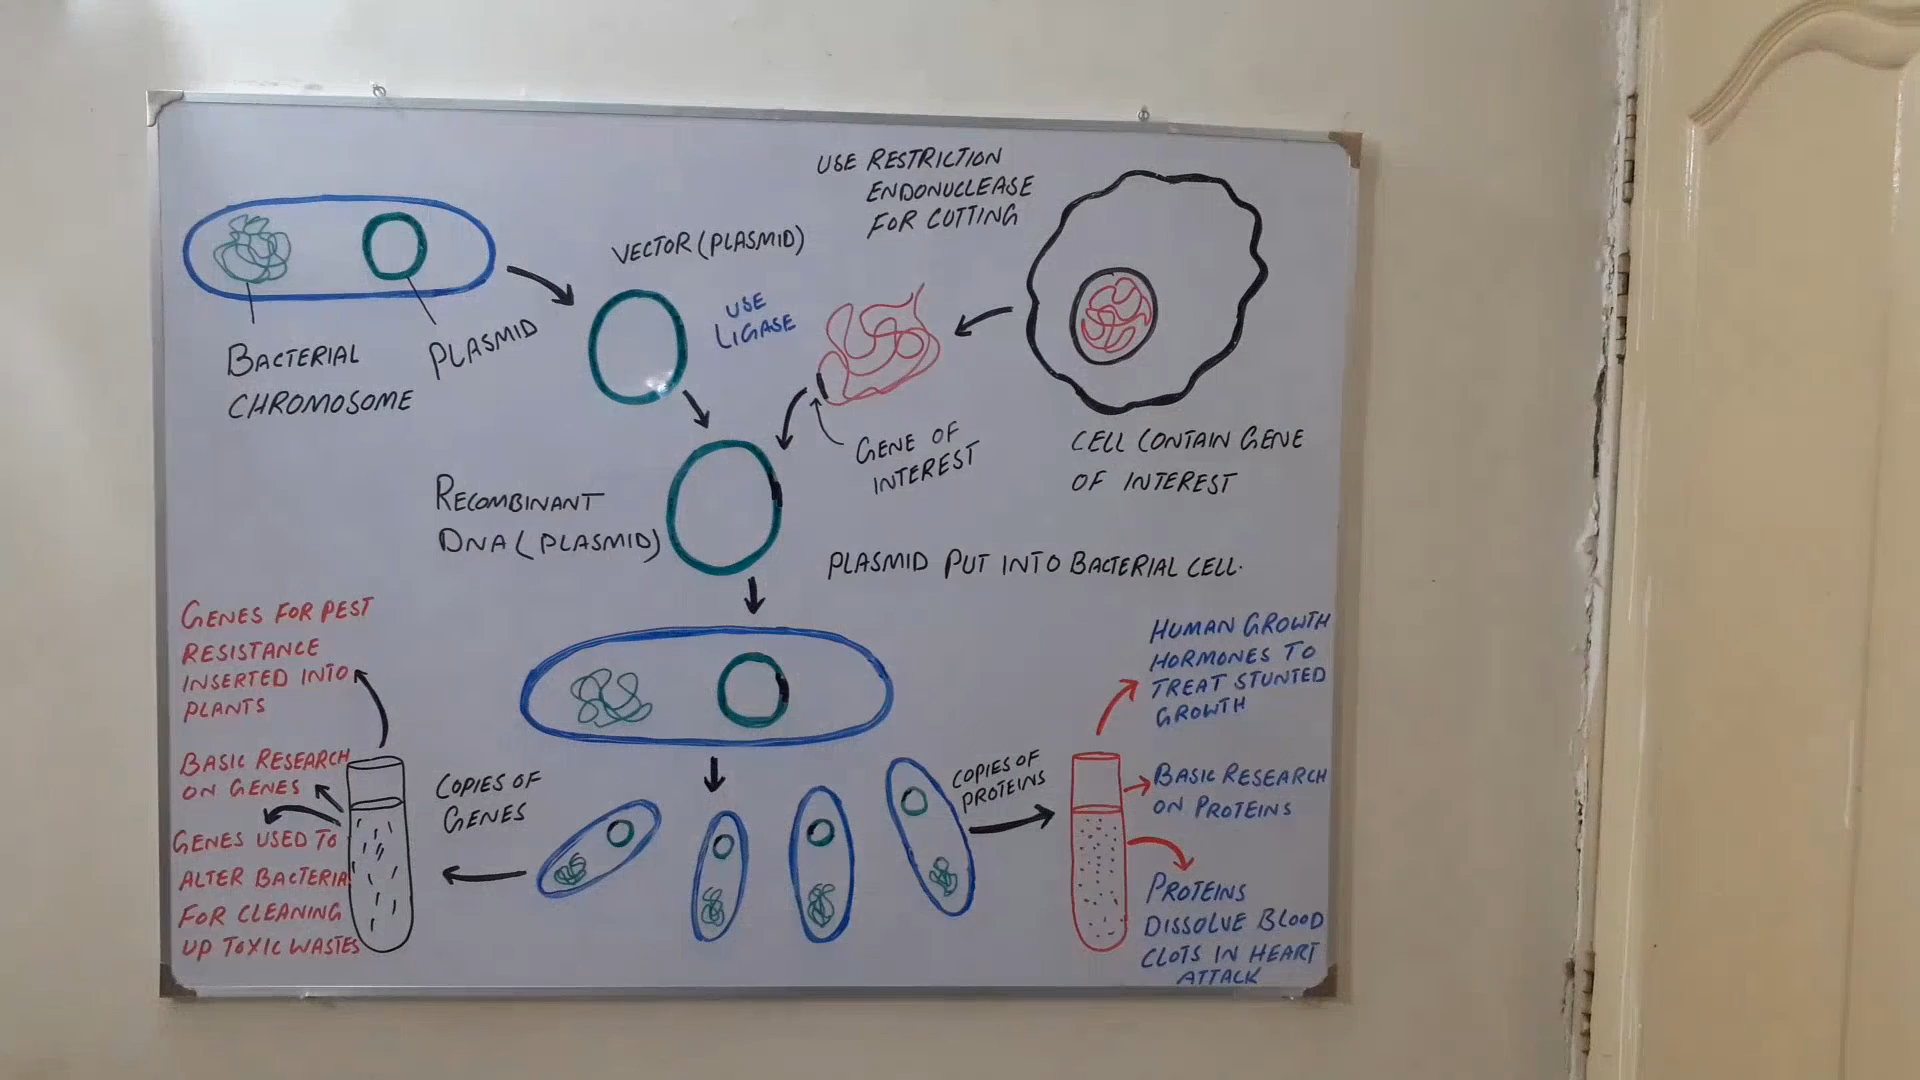 USE RESTRICTION
ENDONUCLEASE
FOR CUTTING
VECTOR (PLASMID)
USE
LIGASE
BACTERIAL
CHROMOSOME
PLASMID
GENE OF
INTEREST
CELL CONTAIN GENE
OF INTEREST
RECOMBINANT
DNA (PLASMID)
PLASMID PUT INTO BACTERIAL CELL.
GENES FOR PEST
RESISTANCE
INSERTED INTO
PLANTS
BASIC RESEARCH
ON GENES
GENES USED TO
ALTER BACTERIA
FOR CLEANING
UP TOXIC WASTES
COPIES OF
GENES
COPIES OF
PROTEINS
HUMAN GROWTH
HORMONES TO
TREAT STUNTED
GROWTH
BASIC RESEARCH
ON PROTEINS
PROTEINS
DISSOLVE BLOOD
CLOTS IN HEART
ATTACK